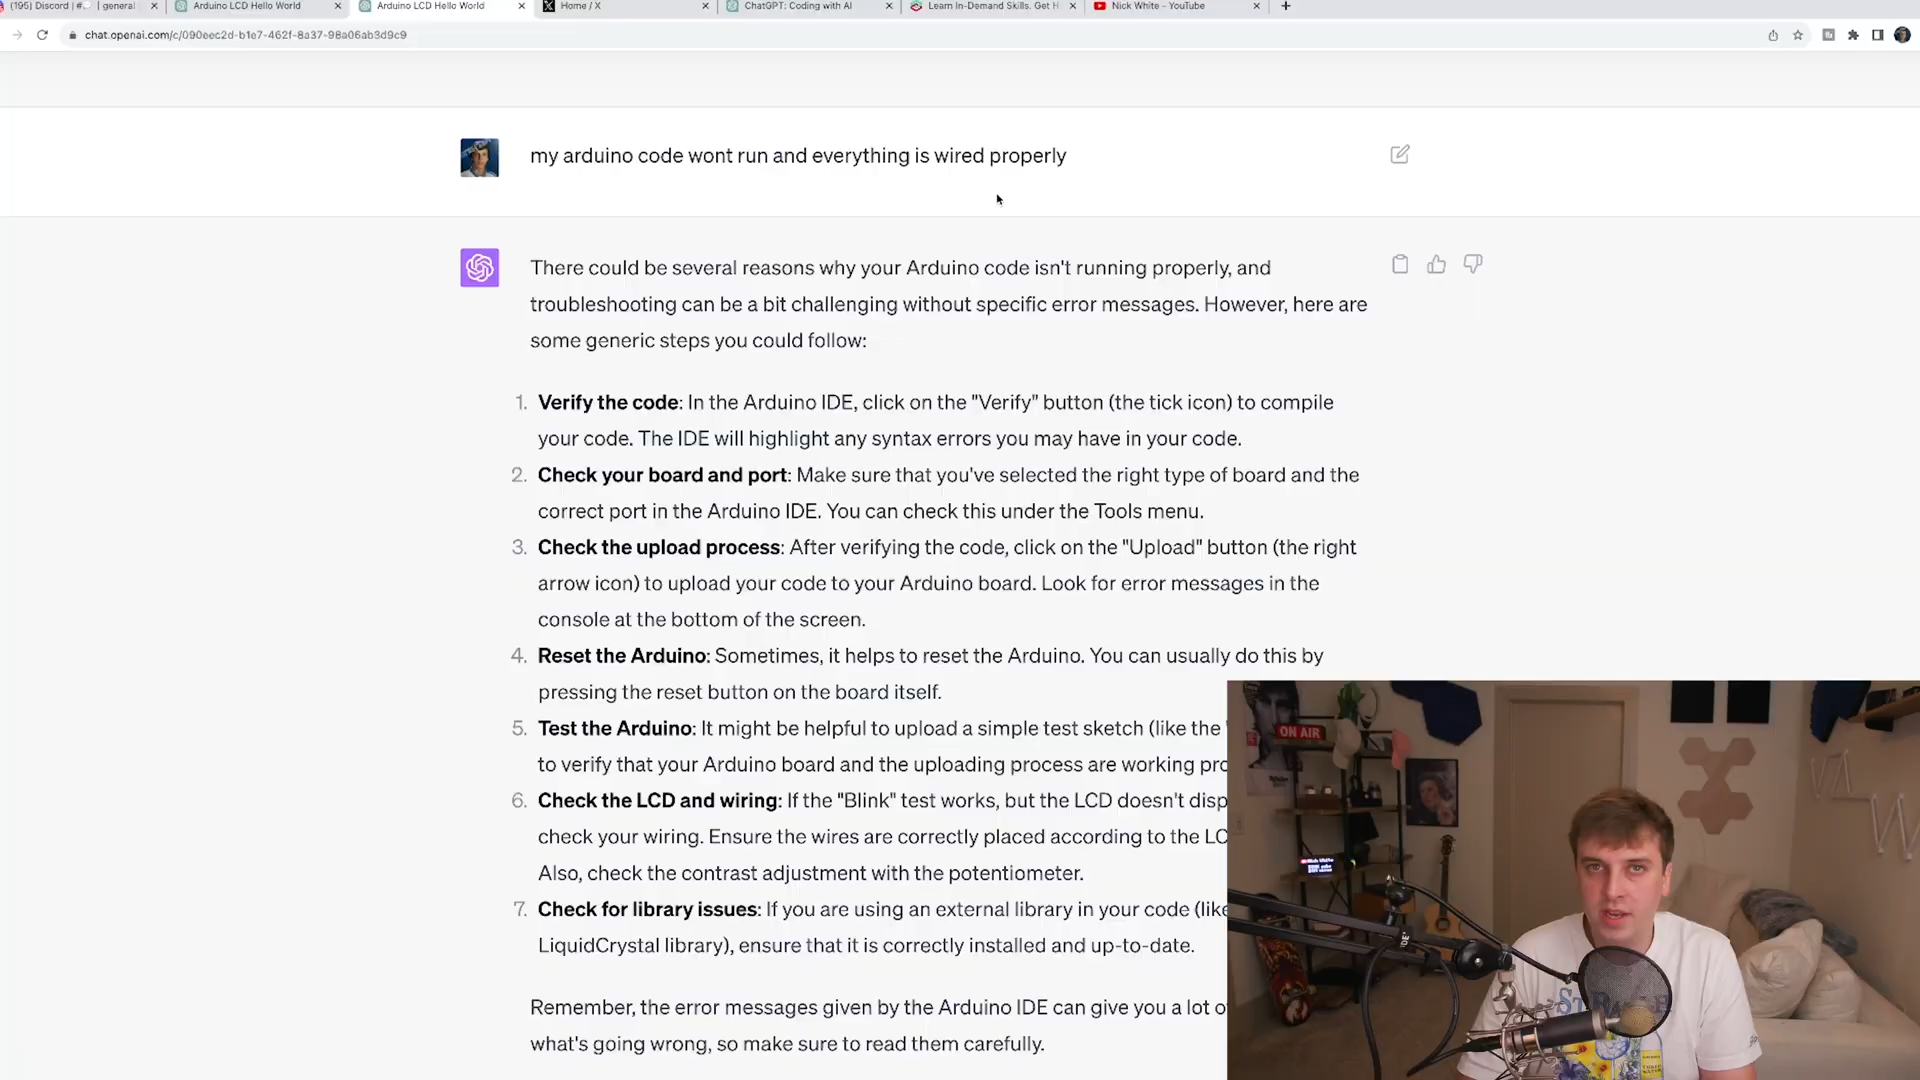 (195) Discord | #
| general
Arduino LCD Hello World
Arduino LCD Hello World
Home / X
ChatGPT: Coding with AI
Learn In-Demand Skills. Get H
Nick White - YouTube
chat.openai.com/c/090eec2d-b1e7-462f-8a37-98a06ab3d9c9
my arduino code wont run and everything is wired properly
There could be several reasons why your Arduino code isn't running properly, and
troubleshooting can be a bit challenging without specific error messages. However, here are
some generic steps you could follow:
1. Verify the code: In the Arduino IDE, click on the "Verify" button (the tick icon) to compile
your code. The IDE will highlight any syntax errors you may have in your code.
2. Check your board and port: Make sure that you've selected the right type of board and the
correct port in the Arduino IDE. You can check this under the Tools menu.
3. Check the upload process: After verifying the code, click on the "Upload" button (the right
arrow icon) to upload your code to your Arduino board. Look for error messages in the
console at the bottom of the screen.
4. Reset the Arduino: Sometimes, it helps to reset the Arduino. You can usually do this by
pressing the reset button on the board itself.
5. Test the Arduino: It might be helpful to upload a simple test sketch (like the
to verify that your Arduino board and the uploading process are working pro
6. Check the LCD and wiring: If the "Blink" test works, but the LCD doesn't disp
check your wiring. Ensure the wires are correctly placed according to the LC
Also, check the contrast adjustment with the potentiometer.
7. Check for library issues: If you are using an external library in your code (like
LiquidCrystal library), ensure that it is correctly installed and up-to-date.
Remember, the error messages given by the Arduino IDE can give you a lot o
what's going wrong, so make sure to read them carefully.
ON AIR